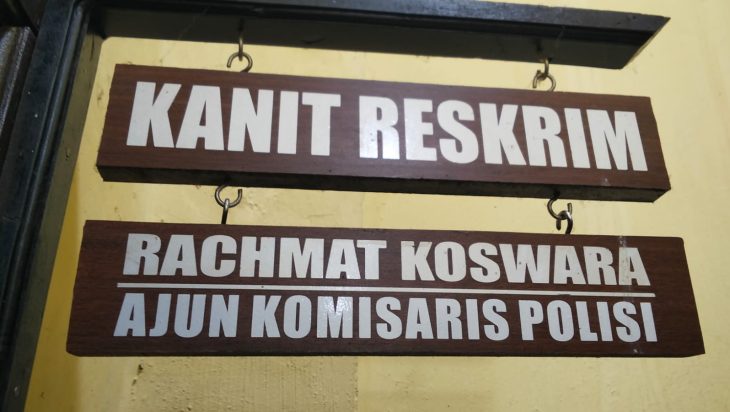 KANIT RESKRIM
RACHMAT KOSWARA
AJUN KOMISARIS POLISI